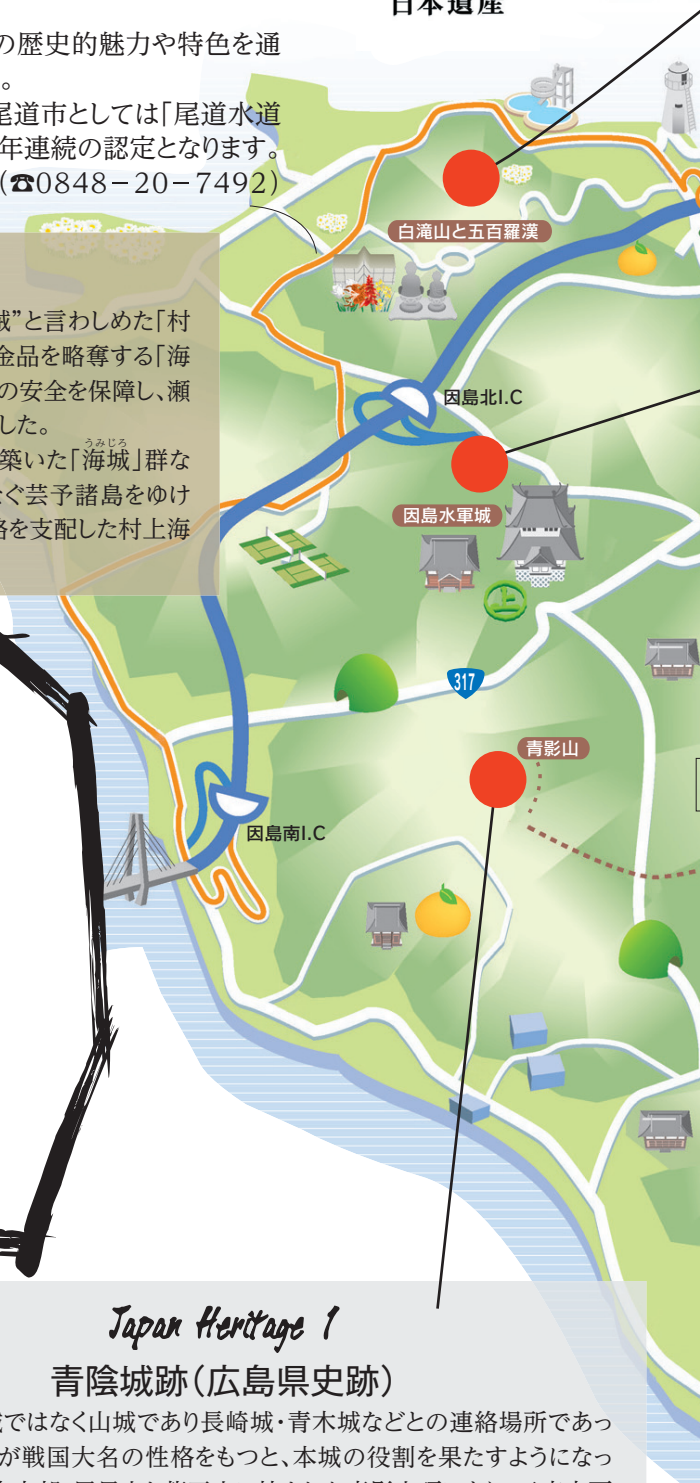 日本遺産
の歴史的魅力や特色を通
。
尾道市としては「尾道水道
年連続の認定となります。
(☎0848−20−7492)
城”と言わしめた「村
金品を略奪する「海
の安全を保障し、瀬
した。
築いた「海城」群な
うみじろ
なぐ芸予諸島をゆけ
路を支配した村上海
白滝山と五百羅漢
因島北I.C
因島水軍城
上
317
青影山
因島南I.C
Japan Heritage 1
青陰城跡(広島県史跡)
城ではなく山城であり長崎城・青木城などとの連絡場所であっ
が戦国大名の性格をもつと、本城の役割を果たすようになっ